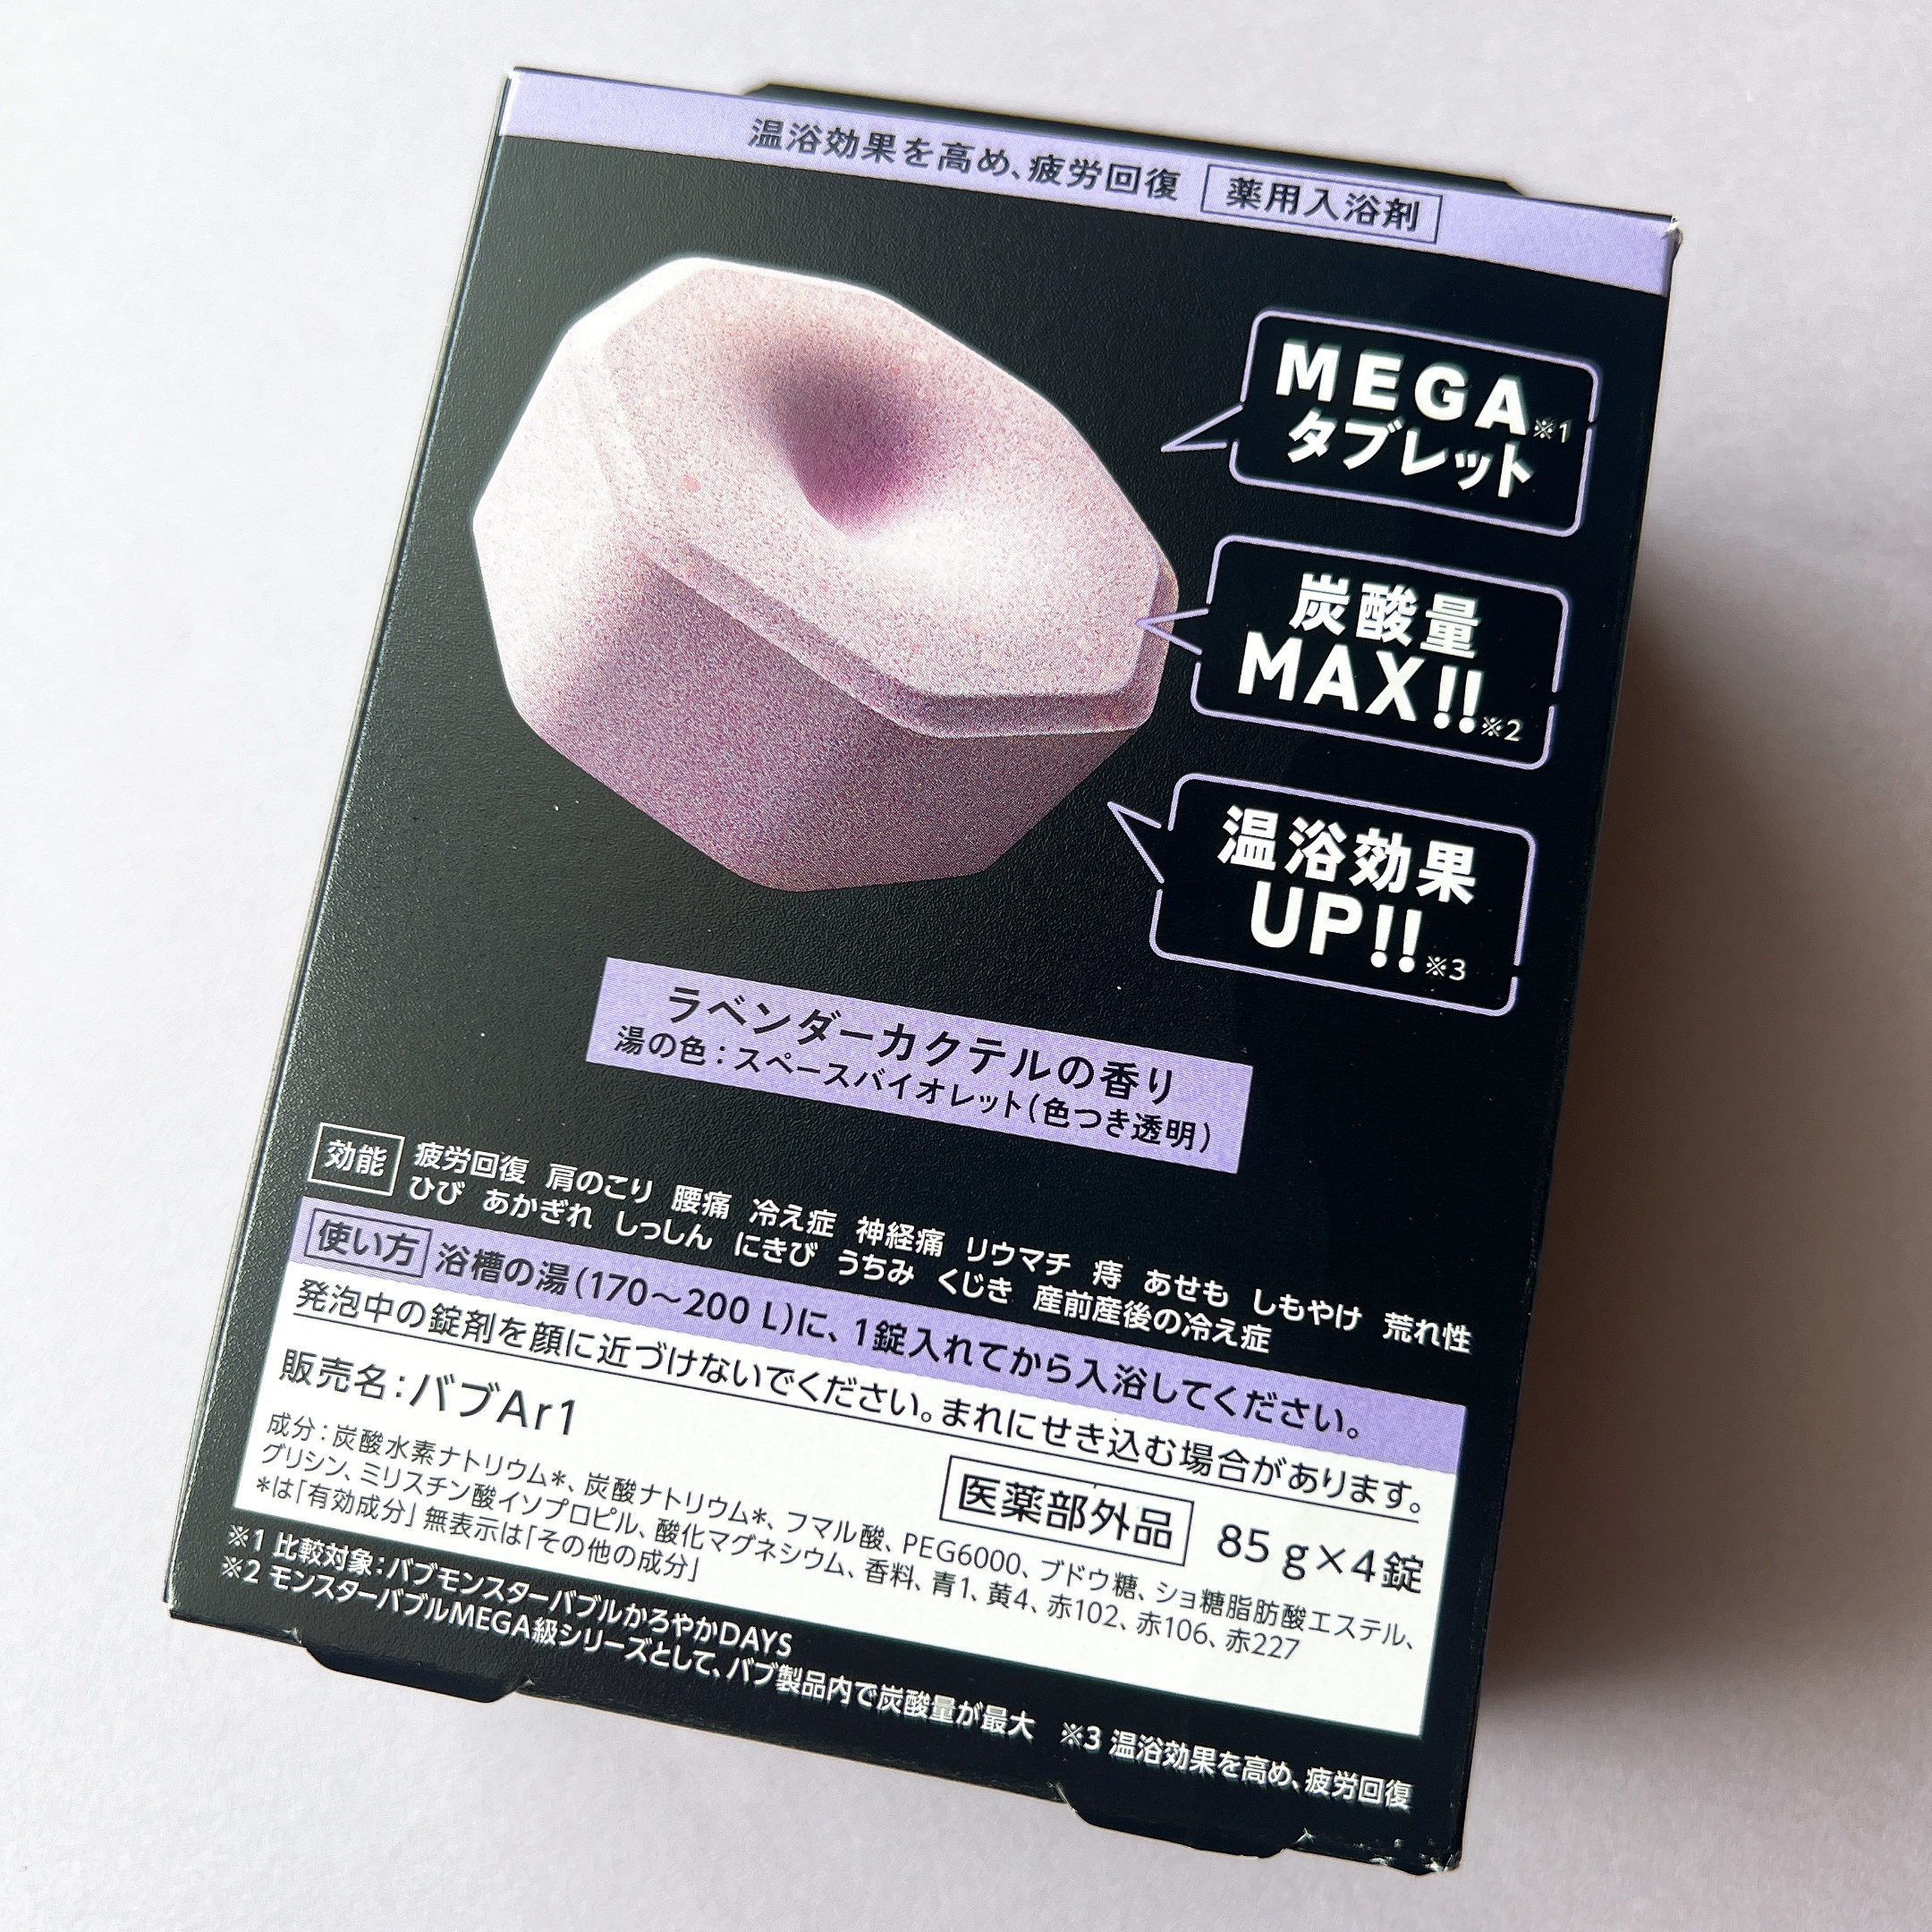 温浴効果を高め、疲労回復 薬用入浴剤
MEGA※1
タブレット
炭酸量
MAX!!※2
温浴効果
UP!!※3
ラベンダーカクテルの香り
湯の色：スペースバイオレット（色つき透明）
効能 疲労回復 肩のこり 腰痛 冷え症 神経痛 リウマチ 痔 あせも しもやけ 荒れ性
ひび あかぎれ しっしん にきび うちみ くじき 産前産後の冷え症
使い方 浴槽の湯（170〜200 L）に、1錠入れてから入浴してください。
発泡中の錠剤を顔に近づけないでください。まれにせき込む場合があります。
販売名：バブAr1
医薬部外品 85 g×4錠
成分：炭酸水素ナトリウム＊、炭酸ナトリウム＊、フマル酸、PEG6000、ブドウ糖、ショ糖脂肪酸エステル、
グリシン、ミリスチン酸イソプロピル、酸化マグネシウム、香料、青1、黄4、赤102、赤106、赤227
＊は「有効成分」無表示は「その他の成分」
※1 比較対象：バブモンスターバブルかろやかDAYS
※2 モンスターバブルMEGA級シリーズとして、バブ製品内で炭酸量が最大 ※3 温浴効果を高め、疲労回復